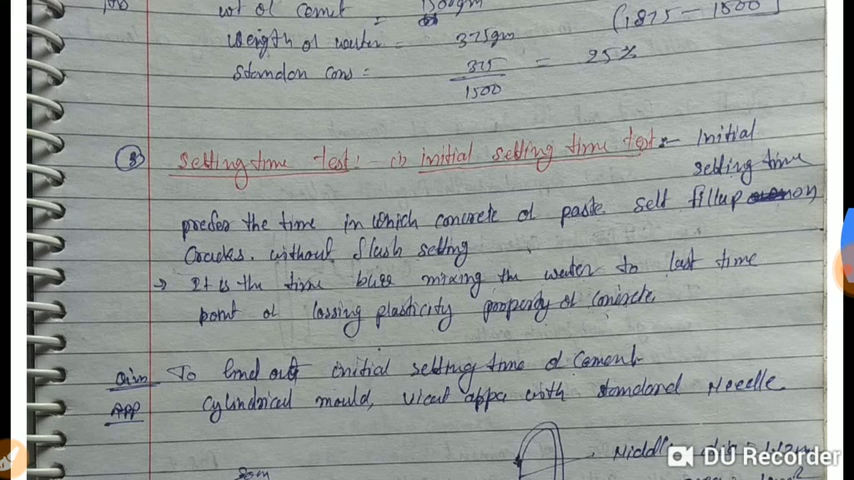 wt of cemet = 1500gm
(1875 - 1500)
weight of water = 375gm
standon cons = 375/1500 = 25%
(3) Setting time test :- (i) initial setting time test :- Initial
setting time
prefer the time in which concrete of paste self fillup
cracks. without flash setting
→ It is the time b/w mixing the water to last time
point of lossing plasticity property of concrete.
Aim To find out initial setting time of cement
APP cylindrical mould, vicat appa with standard Needle
Niddle dia
DU Recorder